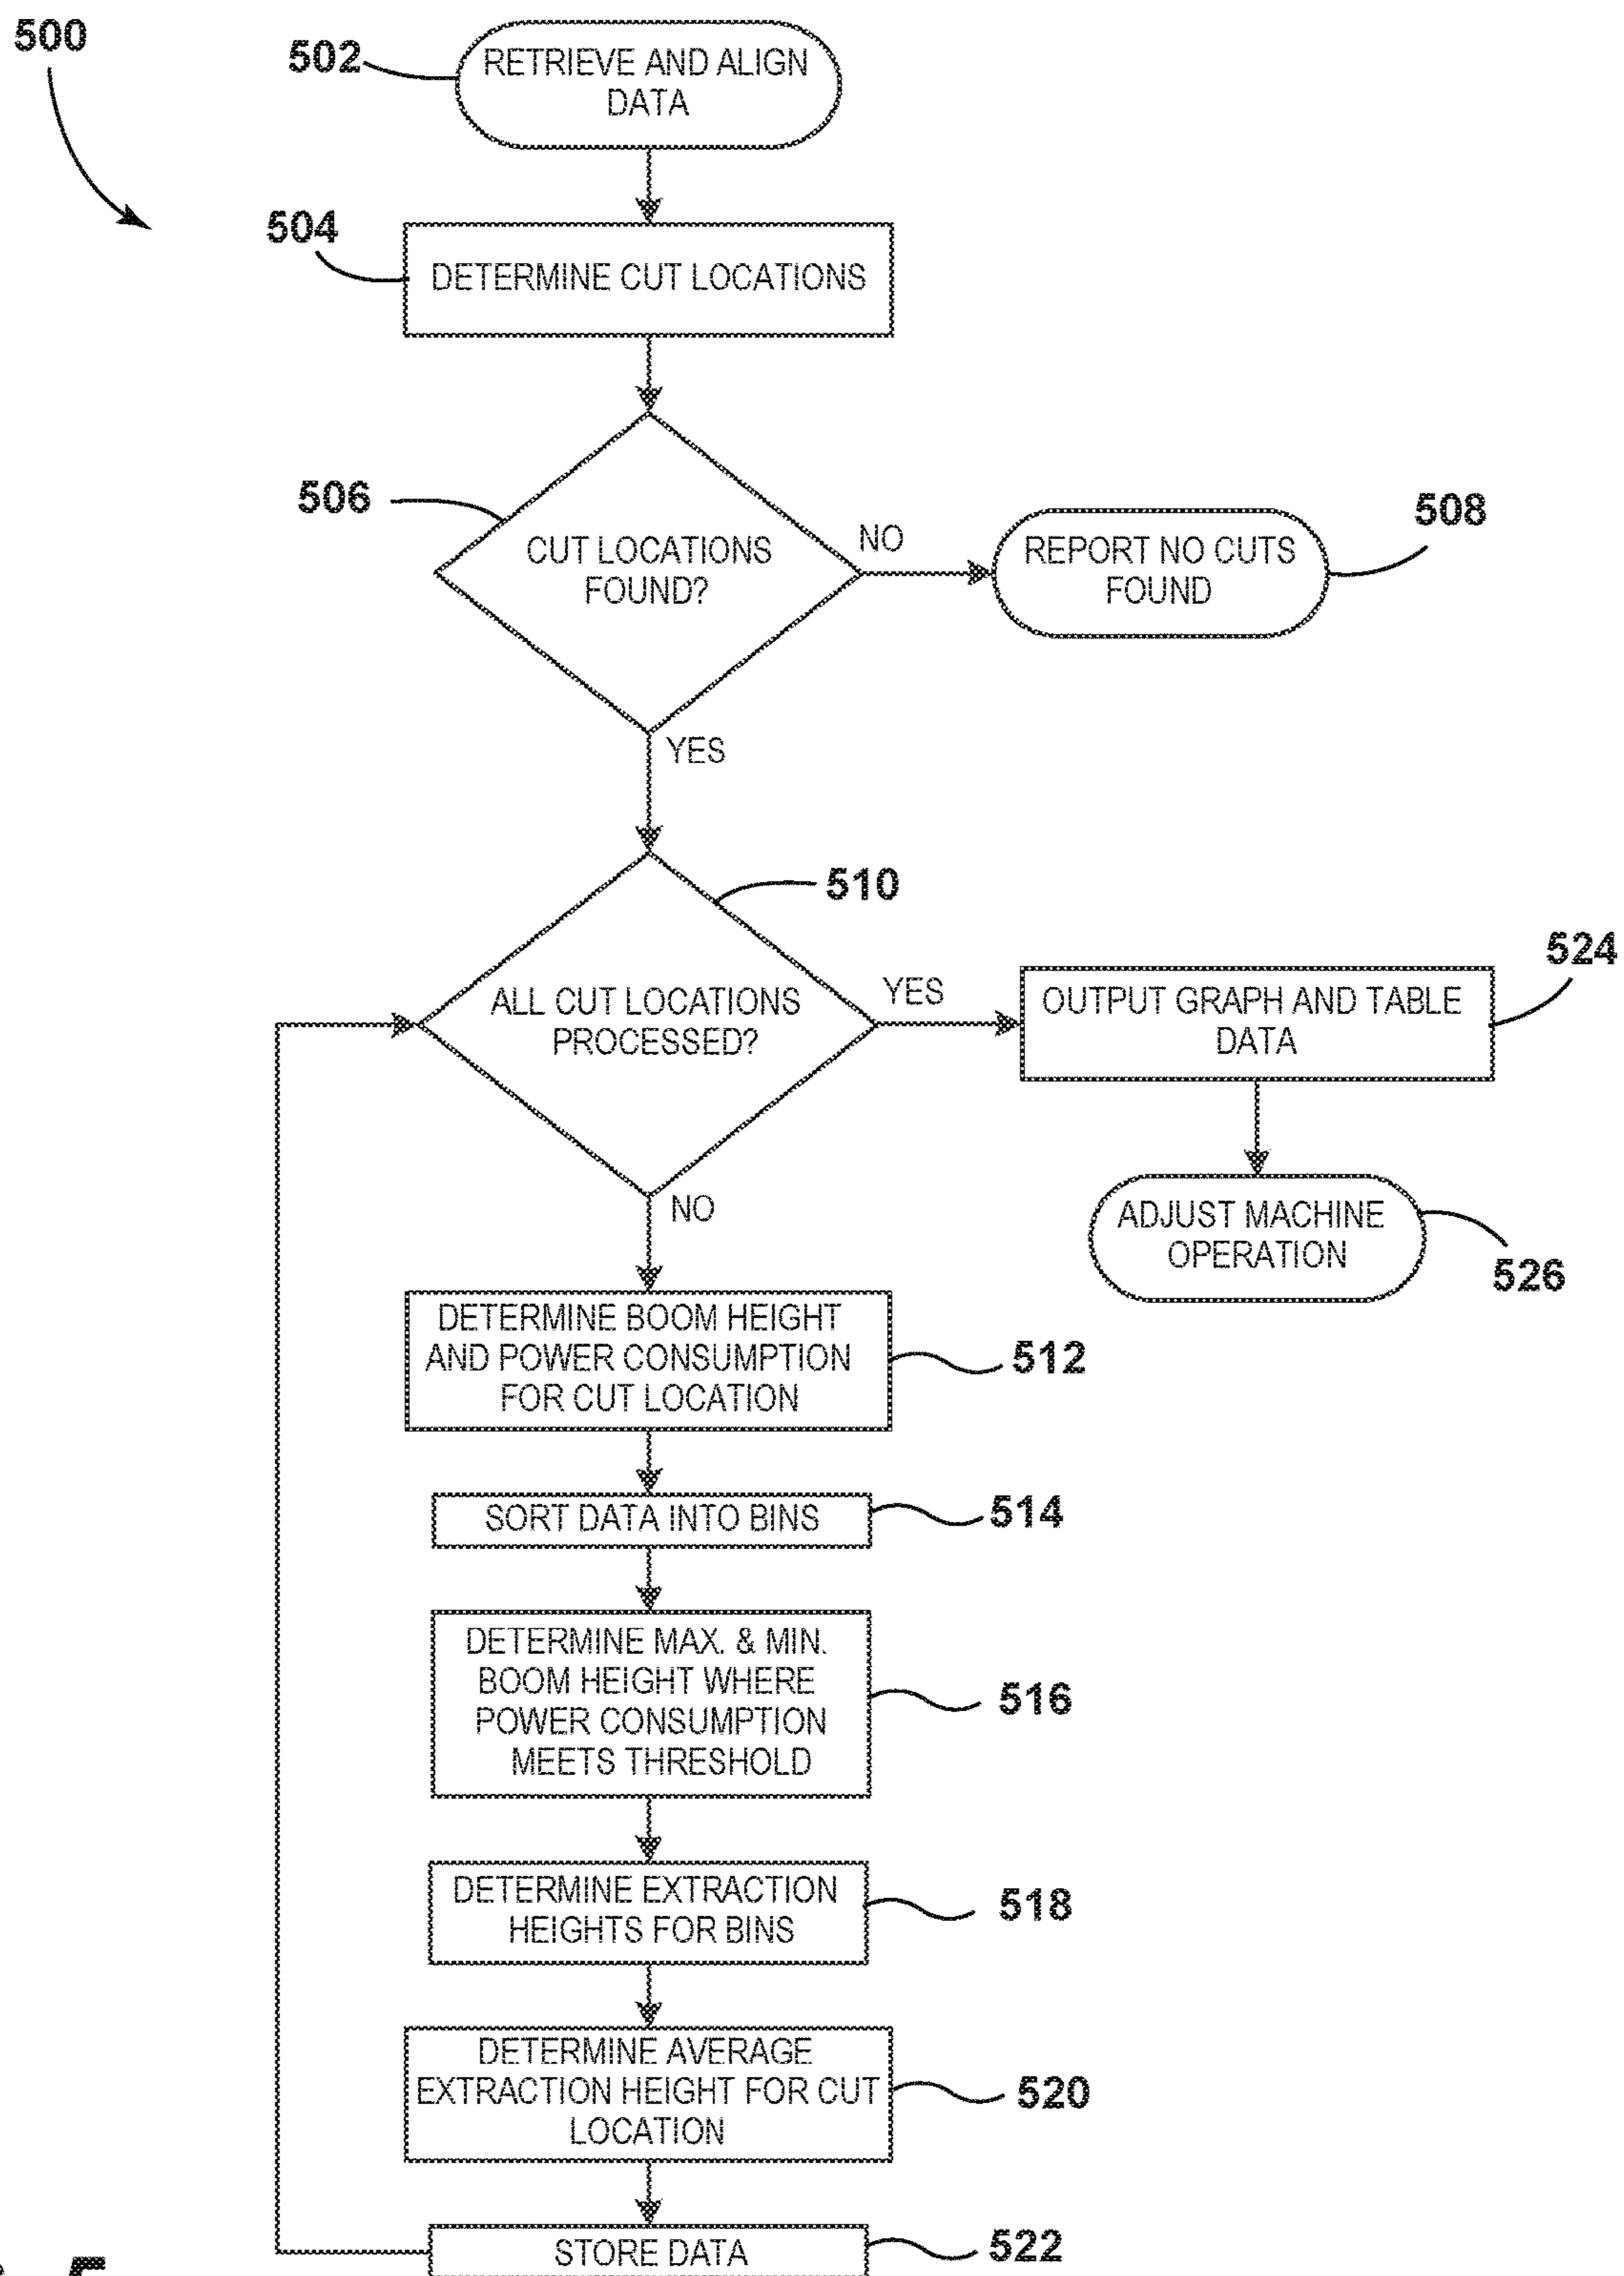 500
502
RETRIEVE AND ALIGN
DATA
504
DETERMINE CUT LOCATIONS
506
CUT LOCATIONS
FOUND?
NO
508
REPORT NO CUTS
FOUND
YES
510
ALL CUT LOCATIONS
PROCESSED?
YES
524
OUTPUT GRAPH AND TABLE
DATA
526
ADJUST MACHINE
OPERATION
NO
512
DETERMINE BOOM HEIGHT
AND POWER CONSUMPTION
FOR CUT LOCATION
514
SORT DATA INTO BINS
516
DETERMINE MAX. & MIN.
BOOM HEIGHT WHERE
POWER CONSUMPTION
MEETS THRESHOLD
518
DETERMINE EXTRACTION
HEIGHTS FOR BINS
520
DETERMINE AVERAGE
EXTRACTION HEIGHT FOR CUT
LOCATION
522
STORE DATA